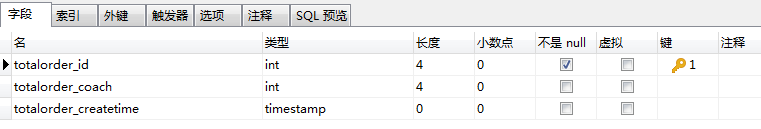 字段 索引 外键 触发器 选项 注释 SQL 预览
名 类型 长度 小数点 不是 null 虚拟 键 注释
totalorder_id int 4 0 1
totalorder_coach int 4 0
totalorder_createtime timestamp 0 0